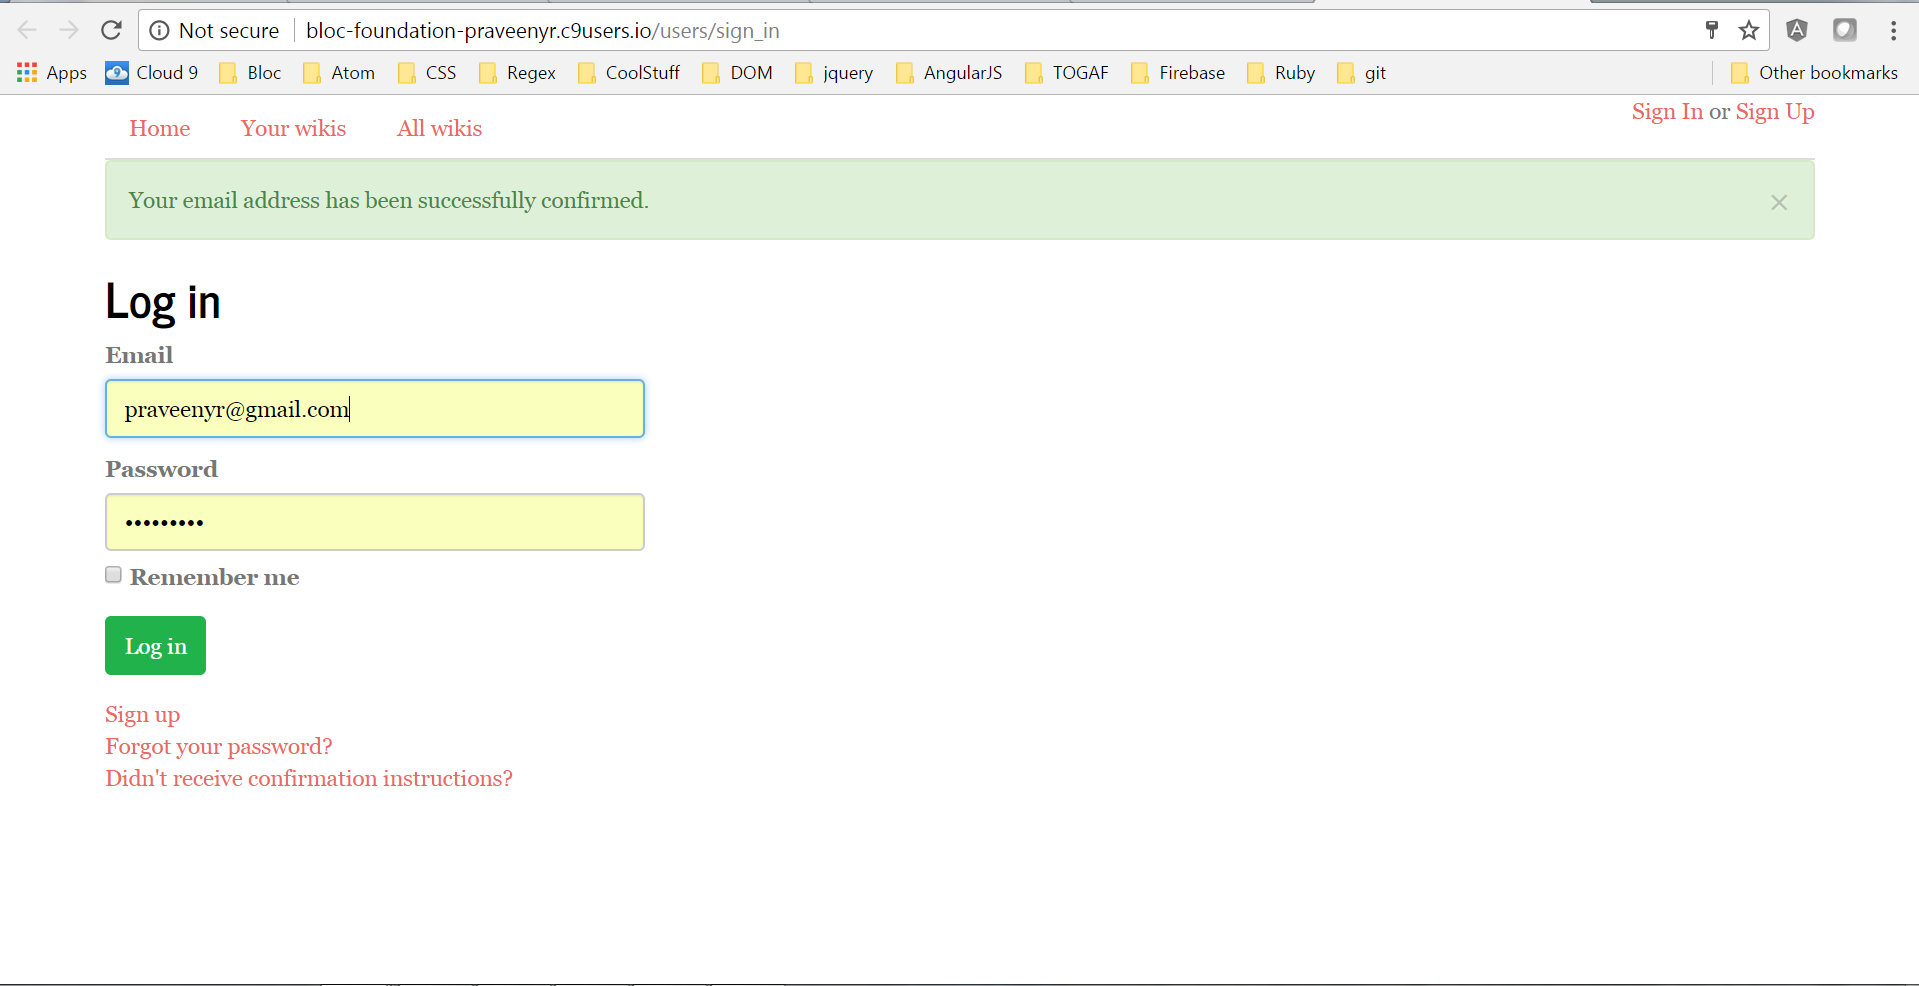 Not secure bloc-foundation-praveenyr.c9users.io/users/sign_in
Apps Cloud 9 Bloc Atom CSS Regex CoolStuff DOM jquery AngularJS TOGAF Firebase Ruby git Other bookmarks
Sign In or Sign Up
Home Your wikis All wikis
Your email address has been successfully confirmed. ×
Log in
Email
praveenyr@gmail.com
Password
•••••••••
Remember me
Log in
Sign up
Forgot your password?
Didn't receive confirmation instructions?